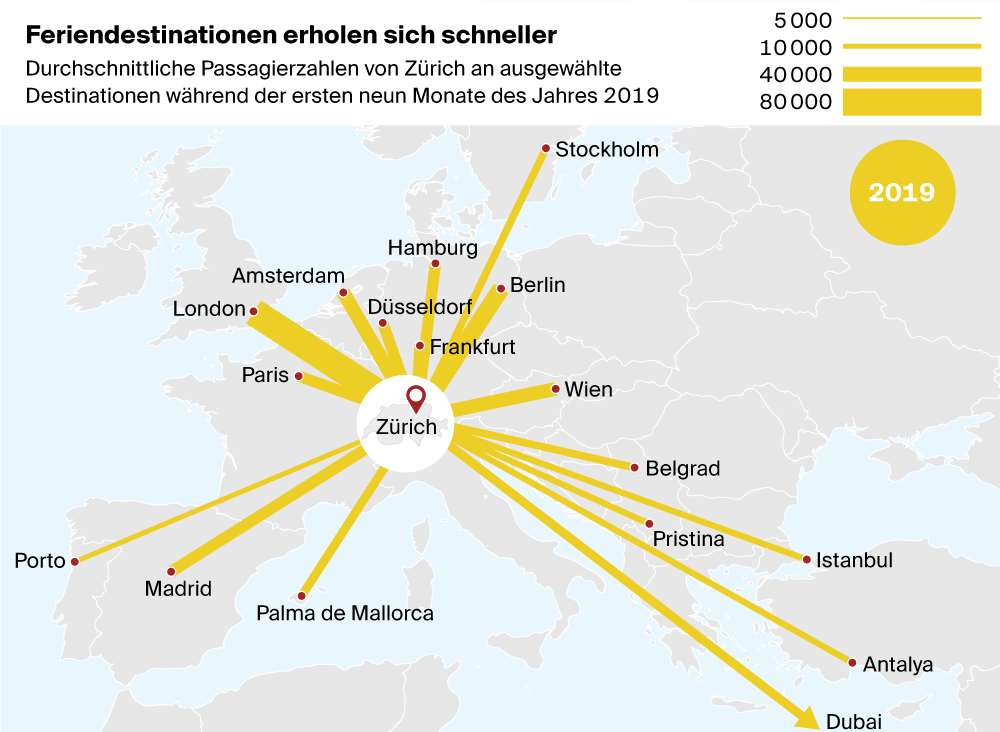 Feriendestinationen erholen sich schneller
Durchschnittliche Passagierzahlen von Zürich an ausgewählte
Destinationen während der ersten neun Monate des Jahres 2019
5 000
10 000
40 000
80 000
2019
Stockholm
Hamburg
Amsterdam
Berlin
London
Düsseldorf
Frankfurt
Paris
Wien
Zürich
Belgrad
Pristina
Istanbul
Porto
Madrid
Palma de Mallorca
Antalya
Dubai